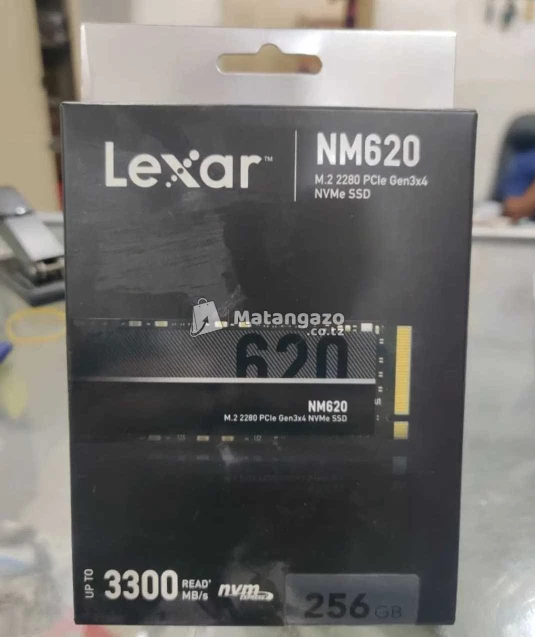 Lexar™
NM620
M.2 2280 PCIe Gen3x4
NVMe SSD
Matangazo
.co.tz
620
NM620
M.2 2280 PCIe Gen3x4 NVMe SSD
UP TO
3300 READ¹
MB/s
nvm
256 GB